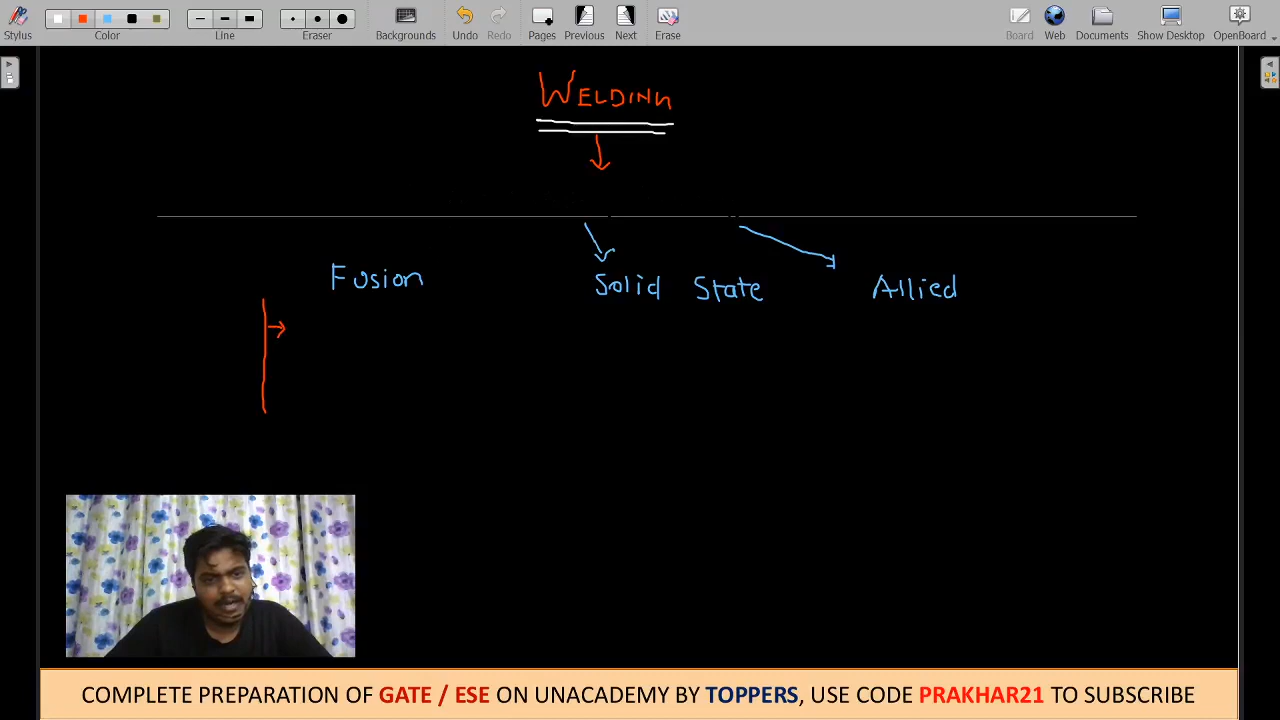 Stylus
Color
Line
Eraser
Backgrounds
Undo
Redo
Pages
Previous
Next
Erase
Board
Web
Documents
Show Desktop
OpenBoard
WELDING
Fusion
Solid State
Allied
COMPLETE PREPARATION OF GATE / ESE ON UNACADEMY BY TOPPERS, USE CODE PRAKHAR21 TO SUBSCRIBE